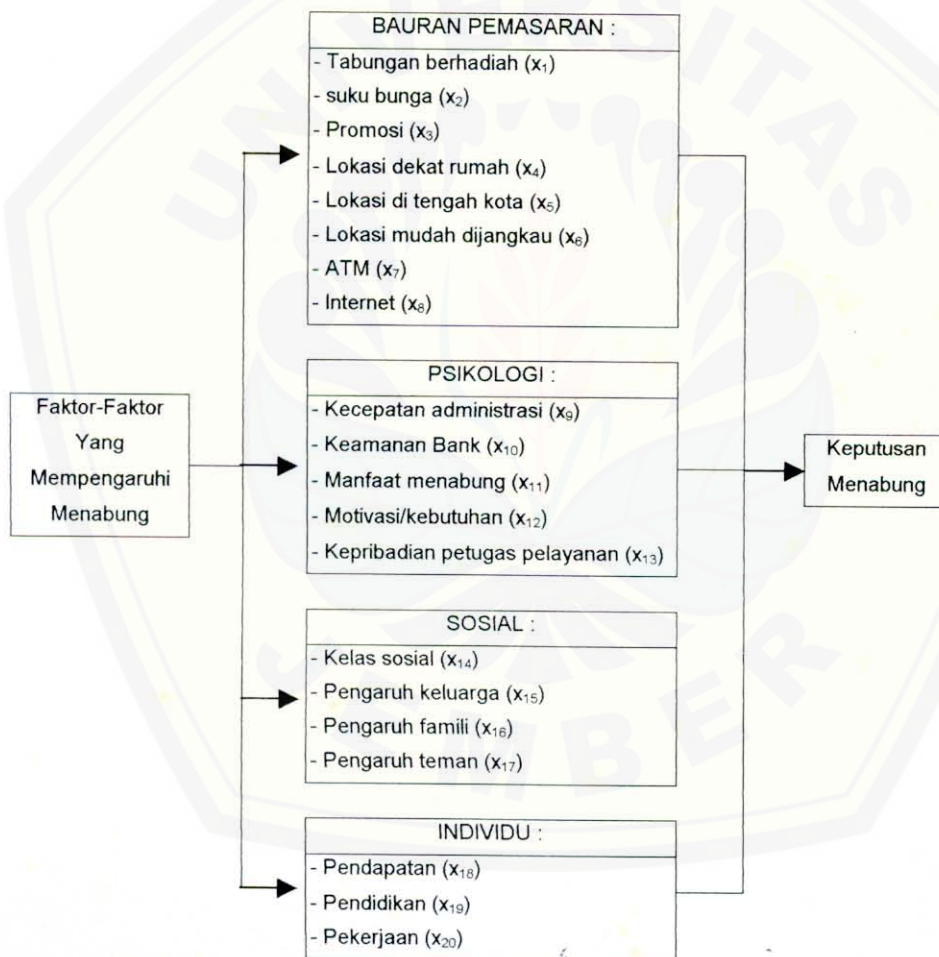 BAURAN PEMASARAN :
- Tabungan berhadiah (x₁)
- suku bunga (x₂)
- Promosi (x₃)
- Lokasi dekat rumah (x₄)
- Lokasi di tengah kota (x₅)
- Lokasi mudah dijangkau (x₆)
- ATM (x₇)
- Internet (x₈)
Faktor-Faktor
Yang
Mempengaruhi
Menabung
PSIKOLOGI :
- Kecepatan administrasi (x₉)
- Keamanan Bank (x₁₀)
- Manfaat menabung (x₁₁)
- Motivasi/kebutuhan (x₁₂)
- Kepribadian petugas pelayanan (x₁₃)
SOSIAL :
- Kelas sosial (x₁₄)
- Pengaruh keluarga (x₁₅)
- Pengaruh famili (x₁₆)
- Pengaruh teman (x₁₇)
INDIVIDU :
- Pendapatan (x₁₈)
- Pendidikan (x₁₉)
- Pekerjaan (x₂₀)
Keputusan
Menabung
UNIVERSITAS